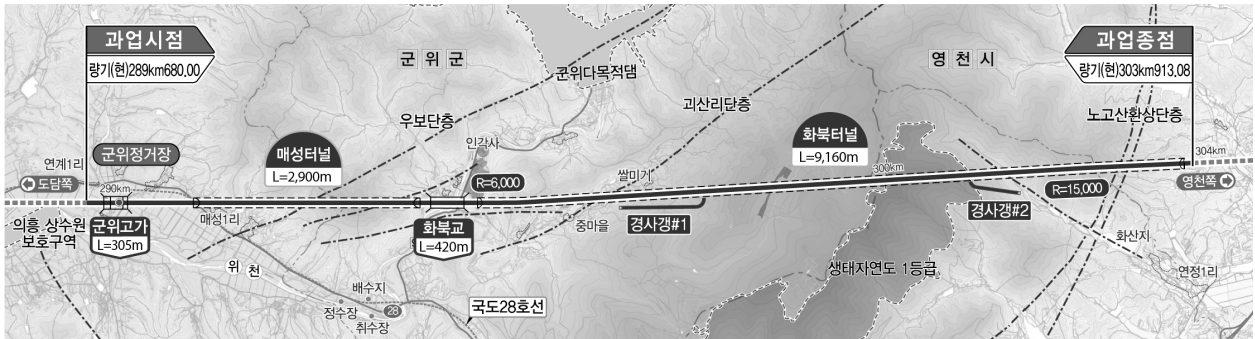 과업시점
량기(현)289km680.00
군위군
군위다목적댐
영천시
과업종점
량기(현)303km913.08
우보단층
괴산리단층
노고산환상단층
매성터널
L=2,900m
인각사
화북터널
L=9,160m
304km
연계1리
군위정거장
쌀미기
300km
도담쪽
290km
R=6,000
R=15,000
영천쪽
의흥 상수원
보호구역
군위고가
L=305m
매성1리
화북교
L=420m
중마을
경사갱#1
경사갱#2
화산지
위천
생태자연도 1등급
연정1리
배수지
정수장
28
취수장
국도28호선